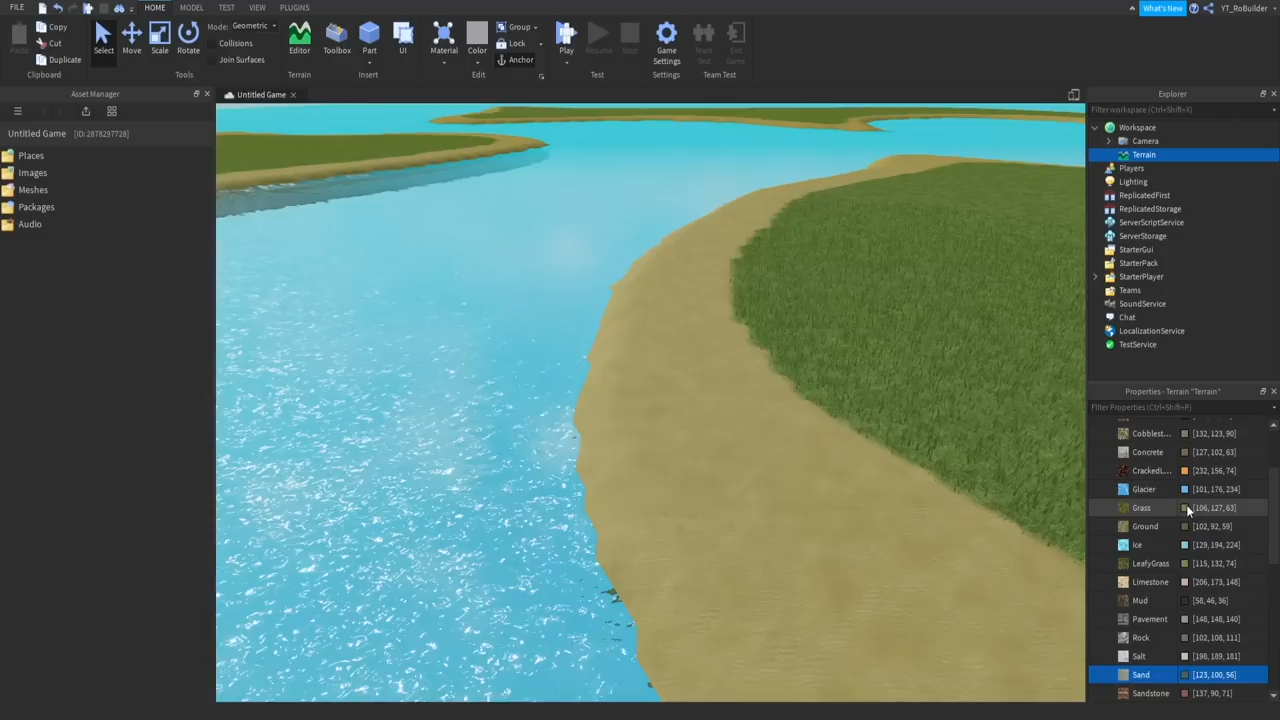 FILE
HOME
MODEL
TEST
VIEW
PLUGINS
What's New
YT_RoBuilder
Paste
Copy
Cut
Duplicate
Clipboard
Select
Move
Scale
Rotate
Mode: Geometric
Collisions
Join Surfaces
Tools
Editor
Terrain
Toolbox
Part
UI
Insert
Material
Color
Group
Lock
Anchor
Edit
Play
Resume
Stop
Test
Game Settings
Settings
Team Test
Exit Game
Team Test
Asset Manager
Untitled Game [ID: 2878297728]
Places
Images
Meshes
Packages
Audio
Untitled Game
Explorer
Filter workspace (Ctrl+Shift+X)
Workspace
Camera
Terrain
Players
Lighting
ReplicatedFirst
ReplicatedStorage
ServerScriptService
ServerStorage
StarterGui
StarterPack
StarterPlayer
Teams
SoundService
Chat
LocalizationService
TestService
Properties - Terrain "Terrain"
Filter Properties (Ctrl+Shift+P)
Cobblest... [132, 123, 90]
Concrete [127, 102, 63]
CrackedL... [232, 156, 74]
Glacier [101, 176, 234]
Grass [106, 127, 63]
Ground [102, 92, 59]
Ice [129, 194, 224]
LeafyGrass [115, 132, 74]
Limestone [206, 173, 148]
Mud [58, 46, 36]
Pavement [148, 148, 140]
Rock [102, 108, 111]
Salt [198, 189, 181]
Sand [123, 100, 56]
Sandstone [137, 90, 71]